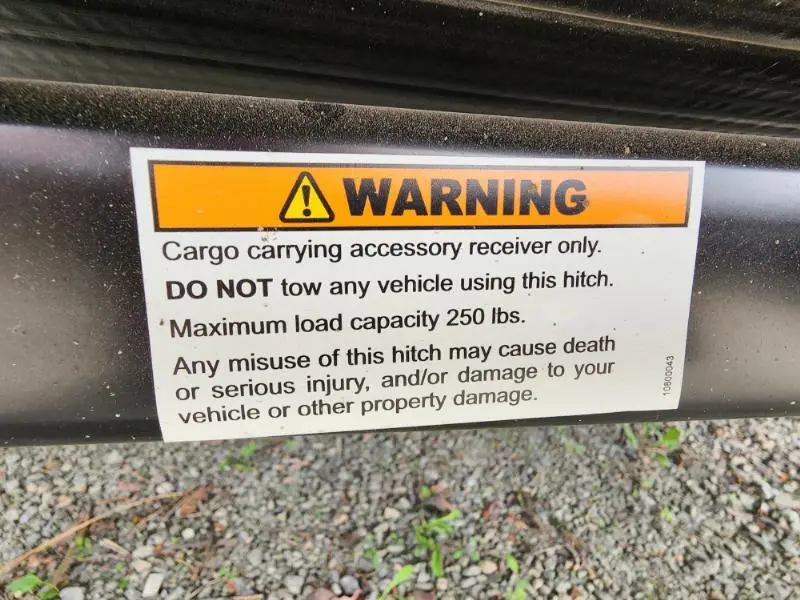 WARNING
Cargo carrying accessory receiver only.
DO NOT tow any vehicle using this hitch.
Maximum load capacity 250 lbs.
Any misuse of this hitch may cause death
or serious injury, and/or damage to your
vehicle or other property damage.
10800043